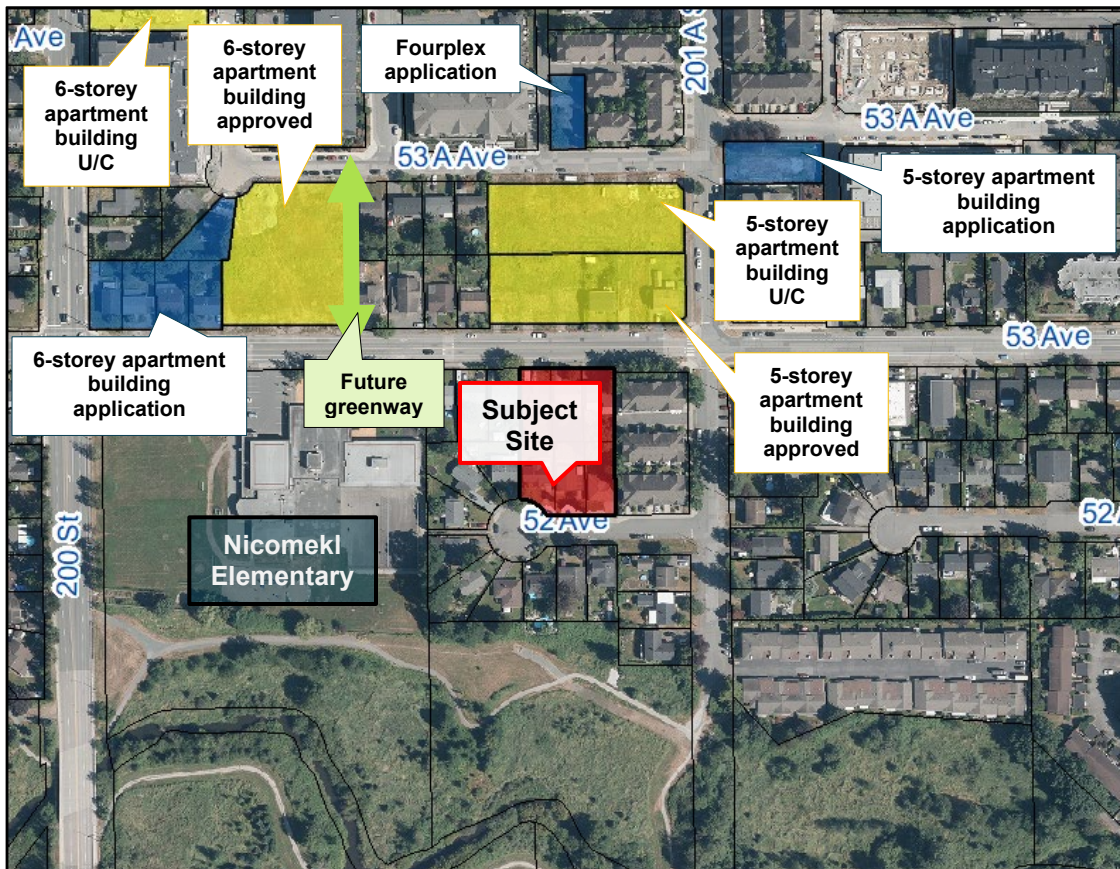 Ave
6-storey
apartment
building
U/C
6-storey
apartment
building
approved
Fourplex
application
201 A S
53 A Ave
53 A Ave
5-storey apartment
building
application
5-storey
apartment
building
U/C
53 Ave
6-storey apartment
building
application
Future
greenway
Subject
Site
5-storey
apartment
building
approved
52 Ave
52
200 St
Nicomekl
Elementary